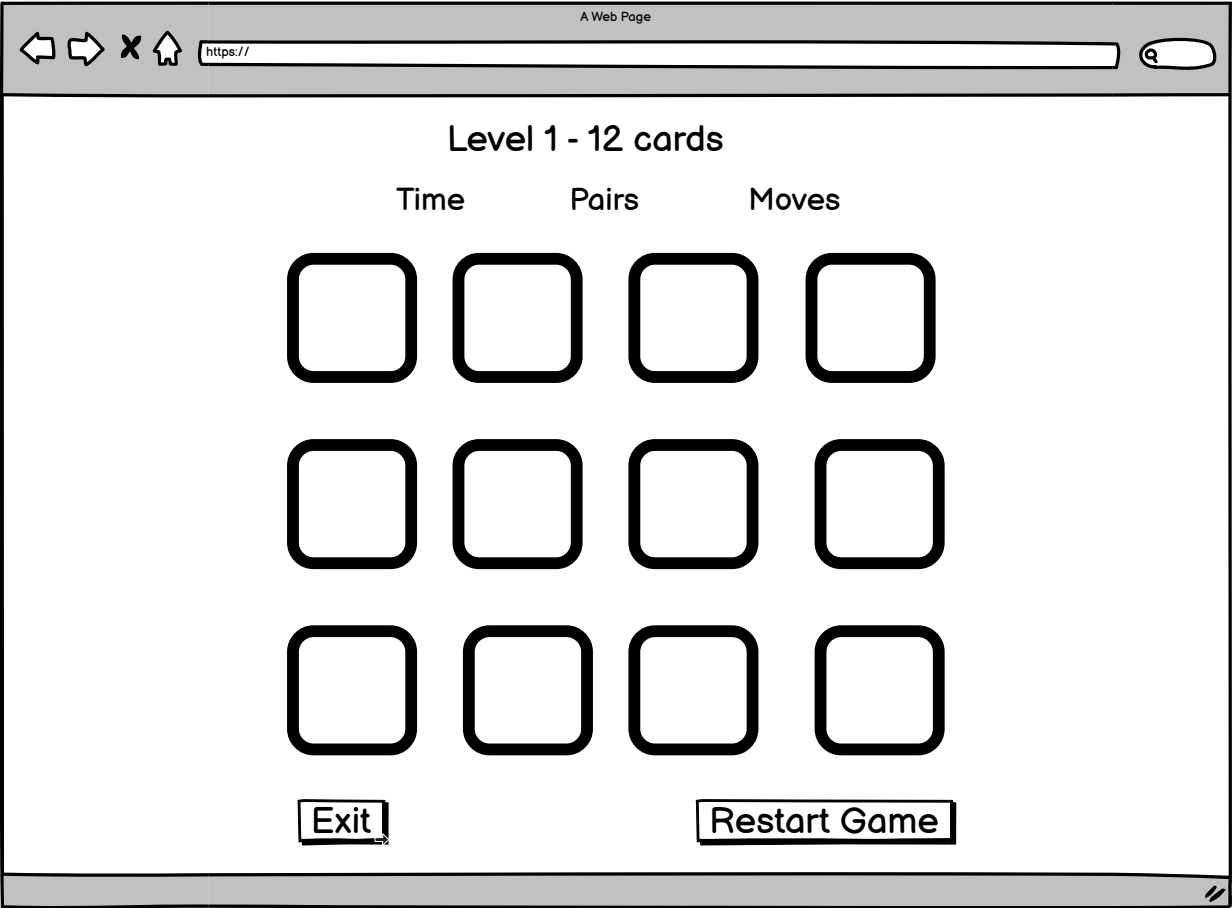 A Web Page
https://
Level 1 - 12 cards
Time Pairs Moves
Exit Restart Game